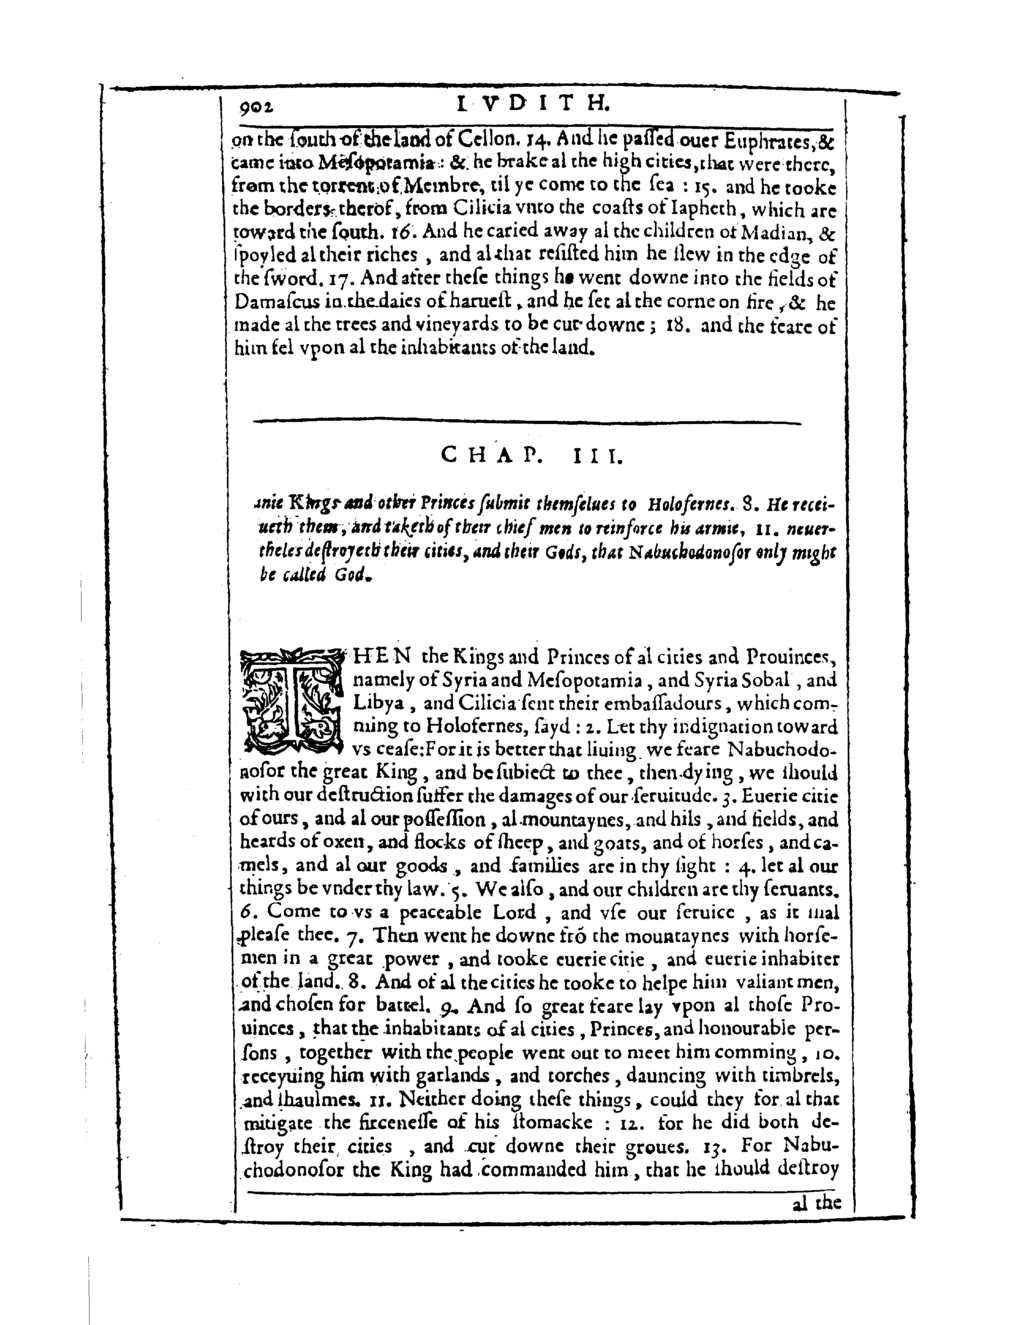 902 IVDITH.
on the ſouth of the land of Cellon. 14. And he paſſed ouer Euphrates, &
came into Meſopotamia: & he brake al the high cities, that were there,
from the torrent of Membre, til ye come to the ſea : 15. and he tooke
the borders therof, from Cilicia vnto the coaſts of Iapheth, which are
toward the ſouth. 16. And he caried away al the children of Madian, &
ſpoyled al their riches , and al that reſiſted him he ſlew in the edge of
the ſword. 17. And after theſe things he went downe into the fields of
Damaſcus in the daies of harueſt, and he ſet al the corne on fire , & he
made al the trees and vineyards to be cut downe ; 18. and the feare of
him fel vpon al the inhabitants of the land.
CHAP. III.
Kings and other Princes ſubmit themſelues to Holofernes. 8. He recei-
ueth them, and taketh of their chief men to reinforce his armie, 11. neuer-
theles deſtroyeth their cities, and their Gods, that Nabuchodonoſor only might
be called God.
THEN the Kings and Princes of al cities and Prouinces,
namely of Syria and Meſopotamia , and Syria Sobal , and
Libya , and Cilicia ſent their embaſſadours , which com-
ming to Holofernes, ſayd : 2. Let thy indignation toward
vs ceaſe: For it is better that liuing we feare Nabuchodo-
noſor the great King , and be ſubiect to thee , then dying , we ſhould
with our deſtruction ſuffer the damages of our ſeruitude. 3. Euerie citie
of ours , and al our poſſeſſion , al mountaynes, and hils , and fields, and
heards of oxen, and flocks of ſheep, and goats, and of horſes , and ca-
mels, and al our goods , and families are in thy ſight : 4. let al our
things be vnder thy law. 5. We alſo , and our children are thy ſeruants.
6. Come to vs a peaceable Lord , and vſe our ſeruice , as it ſhal
pleaſe thee. 7. Then went he downe frō the mountaynes with horſe-
men in a great power , and tooke euerie citie , and euerie inhabiter
of the land. 8. And of al the cities he tooke to helpe him valiant men,
and choſen for battel. 9. And ſo great feare lay vpon al thoſe Pro-
uinces , that the inhabitants of al cities , Princes, and honourable per-
ſons , together with the people went out to meet him comming , 10.
receyuing him with garlands , and torches , dauncing with timbrels,
and ſhaulmes. 11. Neither doing theſe things, could they for al that
mitigate the fierceneſſe of his ſtomacke : 12. for he did both de-
ſtroy their cities , and cut downe their groues. 13. For Nabu-
chodonoſor the King had commanded him , that he ſhould deſtroy
al the